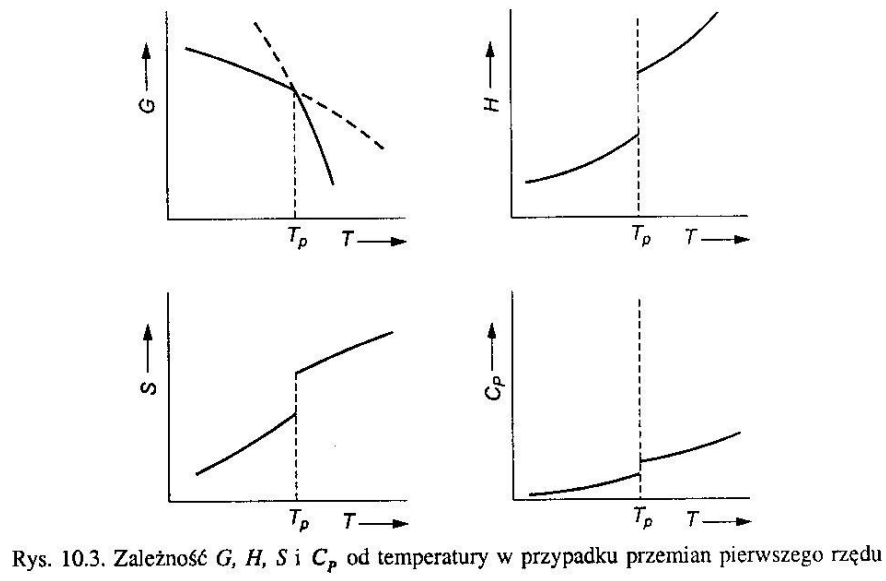 G
T_p T
H
T_p T
S
T_p T
C_p
T_p T
Rys. 10.3. Zależność G, H, S i C_p od temperatury w przypadku przemian pierwszego rzędu